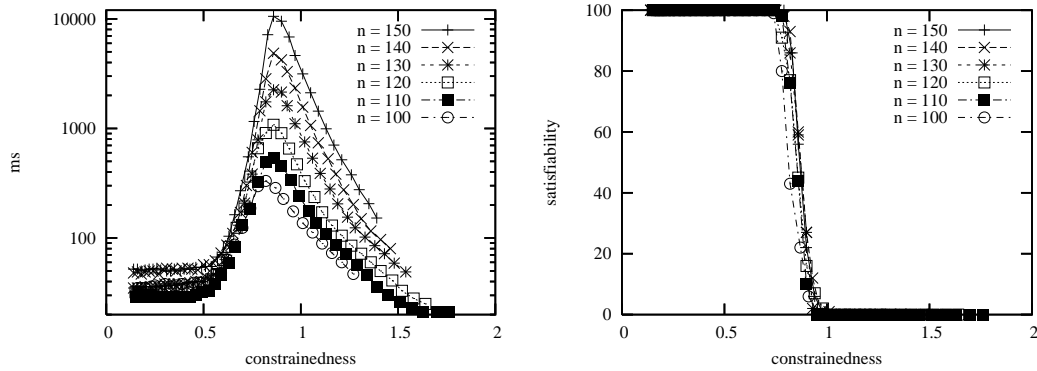 10000
1000
100
ms
0
0.5
1
1.5
2
constrainedness
n = 150
n = 140
n = 130
n = 120
n = 110
n = 100
100
80
60
40
20
0
satisfiability
0
0.5
1
1.5
2
constrainedness
n = 150
n = 140
n = 130
n = 120
n = 110
n = 100